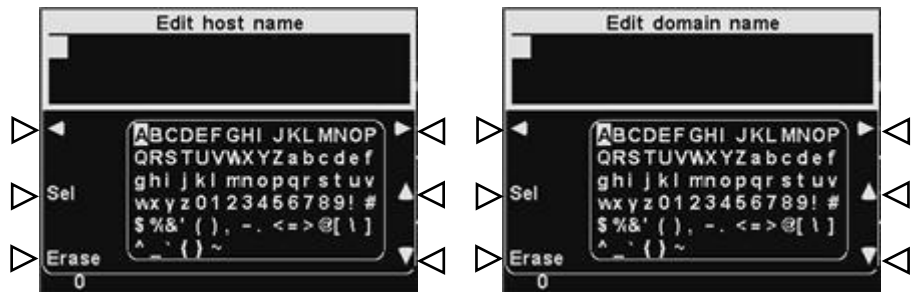 Edit host name
ABCDEFGHIJKLMNOP
QRSTUVWXYZabcdef
ghijklmnopqrstuv
wxyz0123456789!#
$%&'(),-.<=>@[\]
^_`{}~
Sel
Erase
0
Edit domain name
ABCDEFGHIJKLMNOP
QRSTUVWXYZabcdef
ghijklmnopqrstuv
wxyz0123456789!#
$%&'(),-.<=>@[\]
^_`{}~
Sel
Erase
0